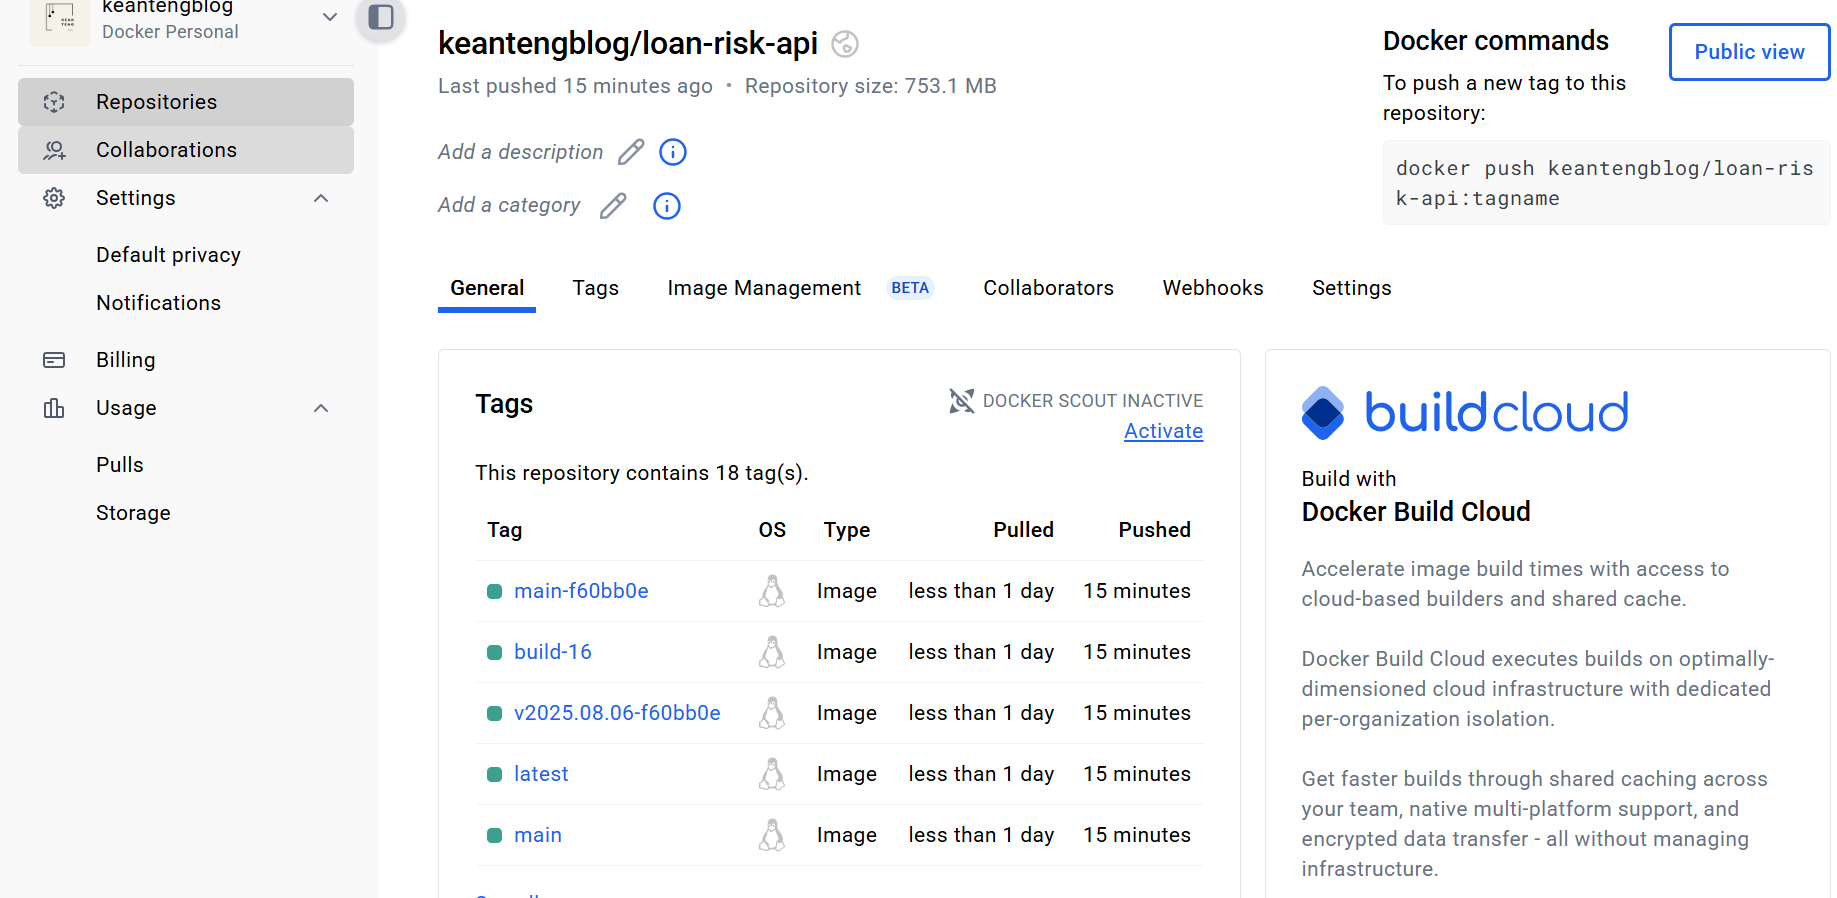 keantengblog
Docker Personal
Repositories
Collaborations
Settings
Default privacy
Notifications
Billing
Usage
Pulls
Storage
keantengblog/loan-risk-api
Last pushed 15 minutes ago • Repository size: 753.1 MB
Add a description
Add a category
Docker commands
Public view
To push a new tag to this
repository:
docker push keantengblog/loan-ris
k-api:tagname
General Tags Image Management BETA Collaborators Webhooks Settings
Tags
DOCKER SCOUT INACTIVE
Activate
This repository contains 18 tag(s).
Tag OS Type Pulled Pushed
main-f60bb0e Image less than 1 day 15 minutes
build-16 Image less than 1 day 15 minutes
v2025.08.06-f60bb0e Image less than 1 day 15 minutes
latest Image less than 1 day 15 minutes
main Image less than 1 day 15 minutes
buildcloud
Build with
Docker Build Cloud
Accelerate image build times with access to
cloud-based builders and shared cache.
Docker Build Cloud executes builds on optimally-
dimensioned cloud infrastructure with dedicated
per-organization isolation.
Get faster builds through shared caching across
your team, native multi-platform support, and
encrypted data transfer - all without managing
infrastructure.